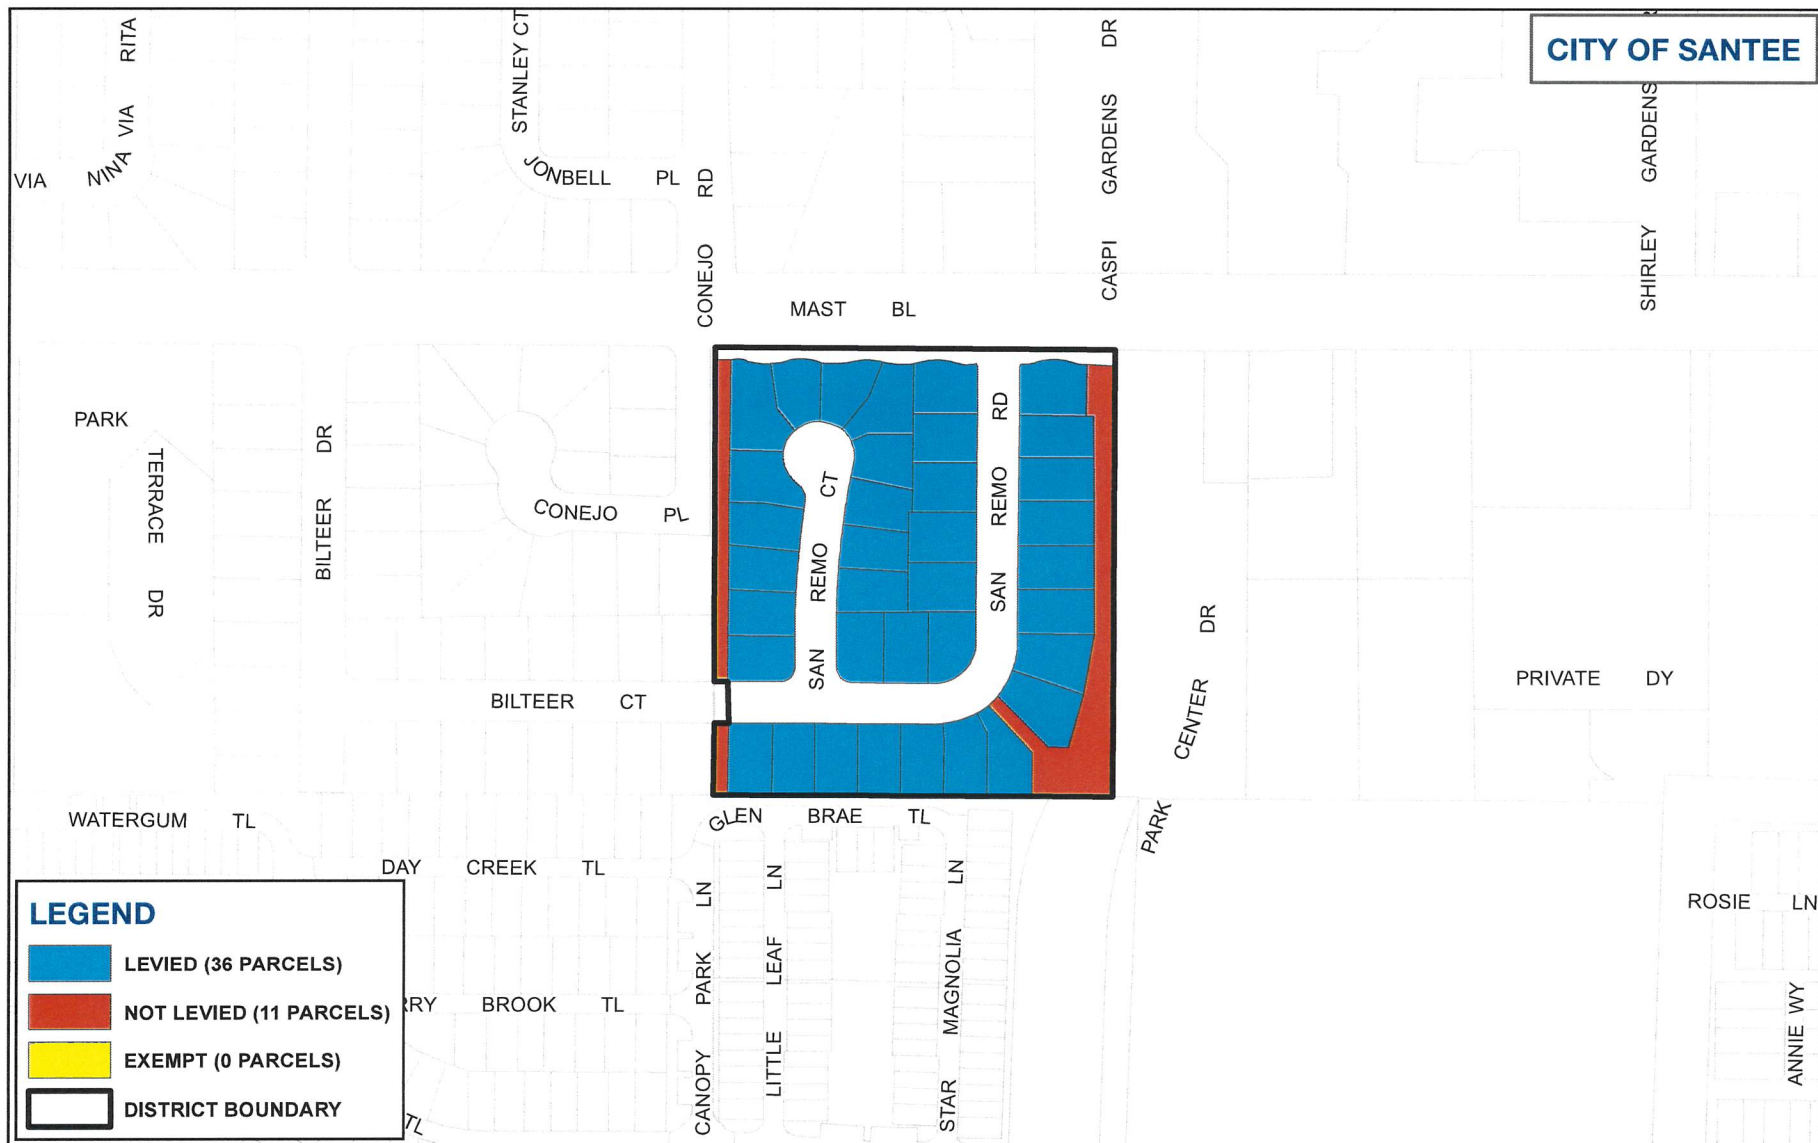 CITY OF SANTEE
VIA RITA
VIA NINA
STANLEY CT
JONBELL PL
CONEJO RD
CASPI GARDENS DR
SHIRLEY GARDENS
MAST BL
PARK TERRACE DR
BILTEER DR
CONEJO PL
SAN REMO CT
SAN REMO RD
BILTEER CT
PARK CENTER DR
PRIVATE DY
WATERGUM TL
GLEN BRAE TL
DAY CREEK TL
RRY BROOK TL
TL
CANOPY PARK LN
LITTLE LEAF LN
STAR MAGNOLIA LN
ROSIE LN
ANNIE WY
LEGEND
LEVIED (36 PARCELS)
NOT LEVIED (11 PARCELS)
EXEMPT (0 PARCELS)
DISTRICT BOUNDARY